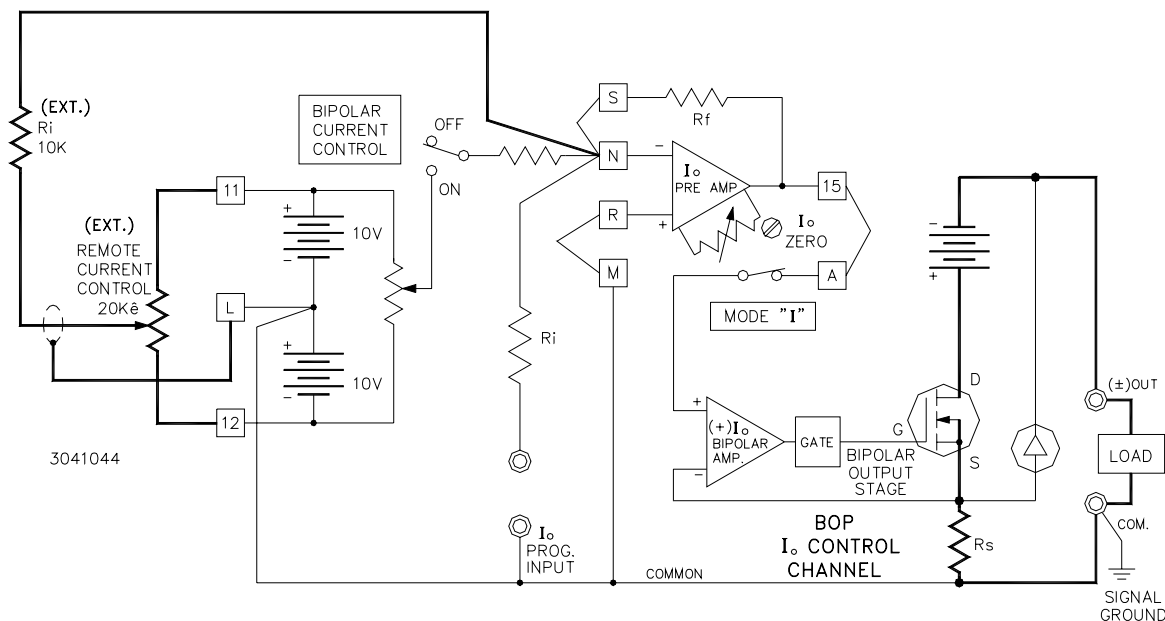 (EXT.)
Ri
10K
(EXT.)
REMOTE
CURRENT
CONTROL
20Kê
11
L
12
3041044
+
10V
-
+
10V
-
BIPOLAR
CURRENT
CONTROL
OFF
ON
S
N
R
M
Rf
-
Io
PRE AMP
+
15
Io
ZERO
A
MODE "I"
Ri
Io
PROG.
INPUT
+
(+)Io
BIPOLAR
AMP.
-
GATE
G
D
S
BIPOLAR
OUTPUT
STAGE
-
+
BOP
Io CONTROL
CHANNEL
Rs
COMMON
(±)OUT
LOAD
COM.
SIGNAL
GROUND